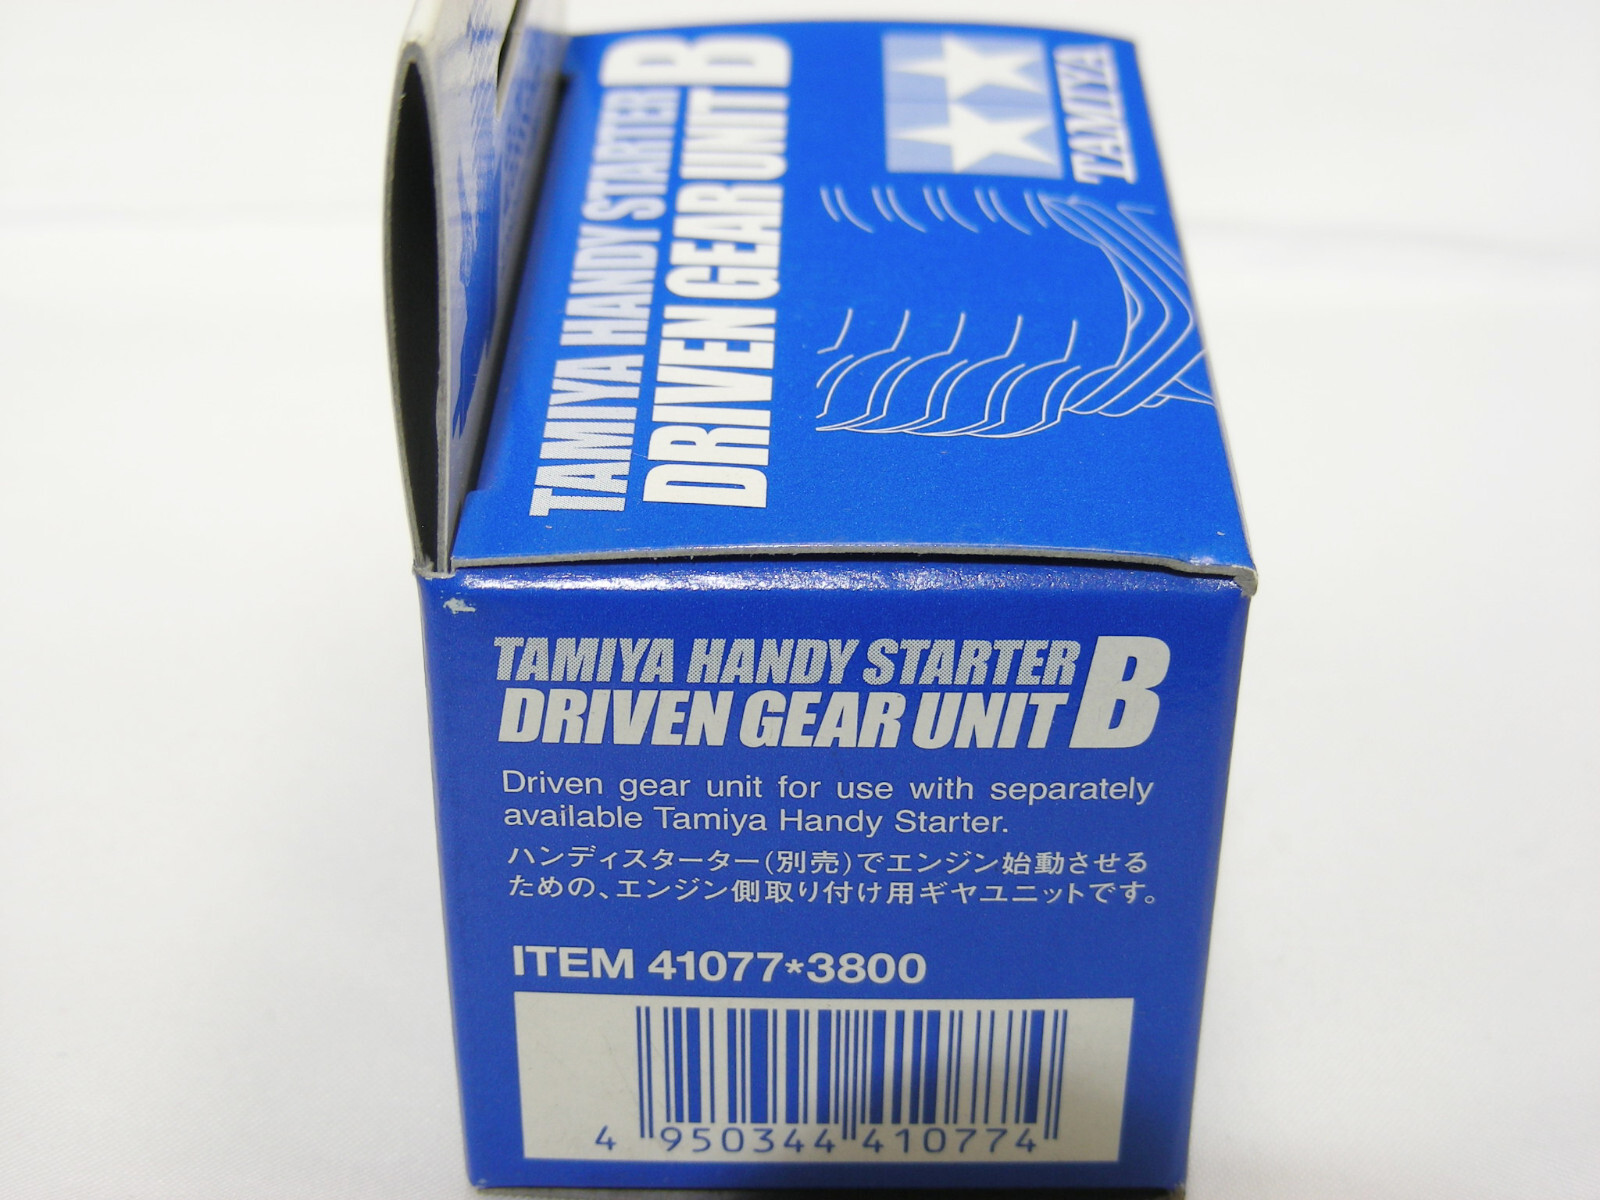 TAMIYA HANDY STARTER
DRIVEN GEAR UNIT B
TAMIYA
TAMIYA HANDY STARTER
DRIVEN GEAR UNIT B
Driven gear unit for use with separately
available Tamiya Handy Starter.
ハンディスターター(別売)でエンジン始動させる
ための、エンジン側取り付け用ギヤユニットです。
ITEM 41077*3800
4 950344 410774